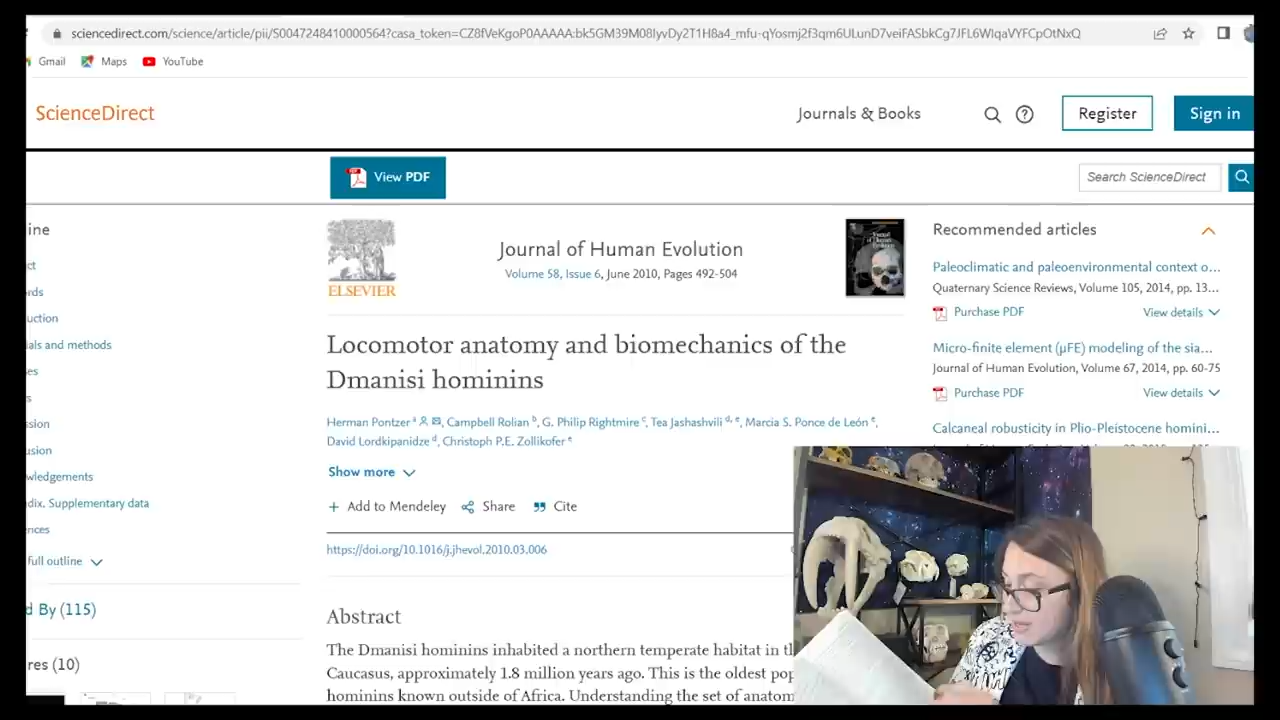 sciencedirect.com/science/article/pii/S0047248410000564?casa_token=CZ8fVeKgoP0AAAAA:bk5GM39M08IyvDy2T1H8a4_mfu-qYosmj2f3qm6ULunD7veiFASbkCg7JFL6WIqaVYFCpOtNxQ
Gmail Maps YouTube
ScienceDirect
Journals & Books
Register
Sign in
View PDF
Search ScienceDirect
ine
ct
rds
uction
ials and methods
es
s
ssion
usion
wledgements
dix. Supplementary data
nces
full outline
d By (115)
res (10)
ELSEVIER
Journal of Human Evolution
Volume 58, Issue 6, June 2010, Pages 492-504
Locomotor anatomy and biomechanics of the
Dmanisi hominins
Herman Pontzer a, Campbell Rolian b, G. Philip Rightmire c, Tea Jashashvili d, e, Marcia S. Ponce de León e,
David Lordkipanidze d, Christoph P.E. Zollikofer e
Show more
+ Add to Mendeley Share Cite
https://doi.org/10.1016/j.jhevol.2010.03.006
Abstract
The Dmanisi hominins inhabited a northern temperate habitat in th
Caucasus, approximately 1.8 million years ago. This is the oldest pop
hominins known outside of Africa. Understanding the set of anatom
Recommended articles
Paleoclimatic and paleoenvironmental context o...
Quaternary Science Reviews, Volume 105, 2014, pp. 13...
Purchase PDF View details
Micro-finite element (μFE) modeling of the sia...
Journal of Human Evolution, Volume 67, 2014, pp. 60-75
Purchase PDF View details
Calcaneal robusticity in Plio-Pleistocene homini...